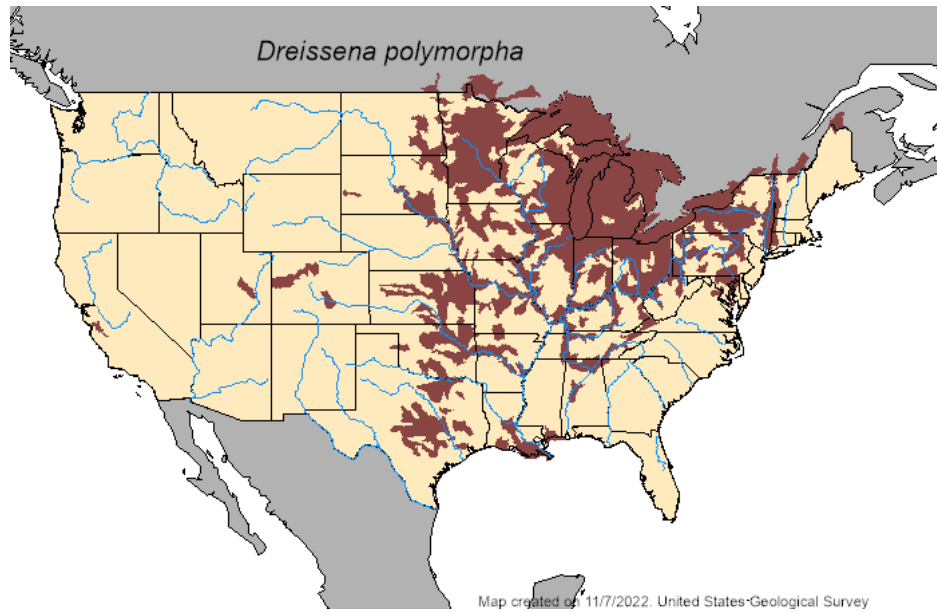 Dreissena polymorpha
Map created on 11/7/2022. United States Geological Survey